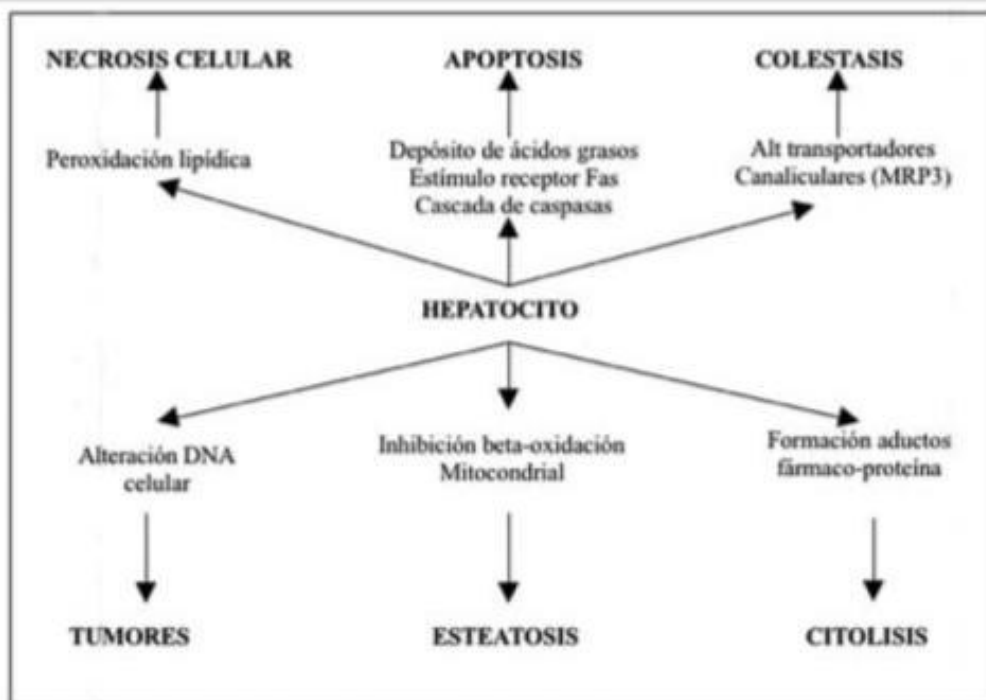 NECROSIS CELULAR
APOPTOSIS
COLESTASIS
Peroxidación lipídica
Depósito de ácidos grasos
Estímulo receptor Fas
Cascada de caspasas
Alt transportadores
Canaliculares (MRP3)
HEPATOCITO
Alteración DNA
celular
Inhibición beta-oxidación
Mitocondrial
Formación aductos
fármaco-proteína
TUMORES
ESTEATOSIS
CITOLISIS